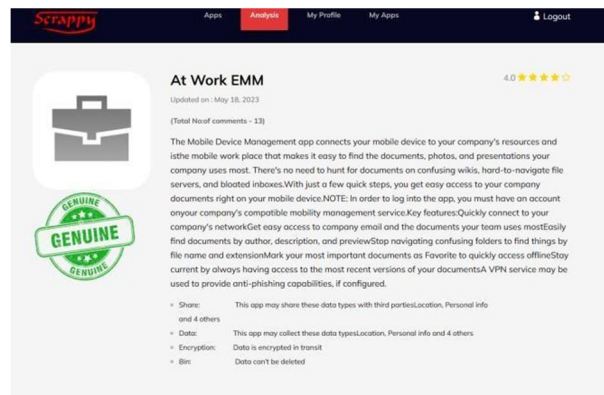 Scrappy
Apps Analysis My Profile My Apps Logout
At Work EMM
4.0
Updated on : May 18, 2023
(Total No:of comments - 13)
The Mobile Device Management app connects your mobile device to your company's resources and
isthe mobile work place that makes it easy to find the documents, photos, and presentations your
company uses most. There's no need to hunt for documents on confusing wikis, hard-to-navigate file
servers, and bloated inboxes.With just a few quick steps, you get easy access to your company
documents right on your mobile device.NOTE: In order to log into the app, you must have an account
onyour company's compatible mobility management service.Key features:Quickly connect to your
company's networkGet easy access to company email and the documents your team uses mostEasily
find documents by author, description, and previewStop navigating confusing folders to find things by
file name and extensionMark your most important documents as Favorite to quickly access offlineStay
current by always having access to the most recent versions of your documentsA VPN service may be
used to provide anti-phishing capabilities, if configured.
GENUINE
GENUINE
GENUINE
Share: This app may share these data types with third partiesLocation, Personal info
and 4 others
Data: This app may collect these data typesLocation, Personal info and 4 others
Encryption: Data is encrypted in transit
Bin: Data can't be deleted